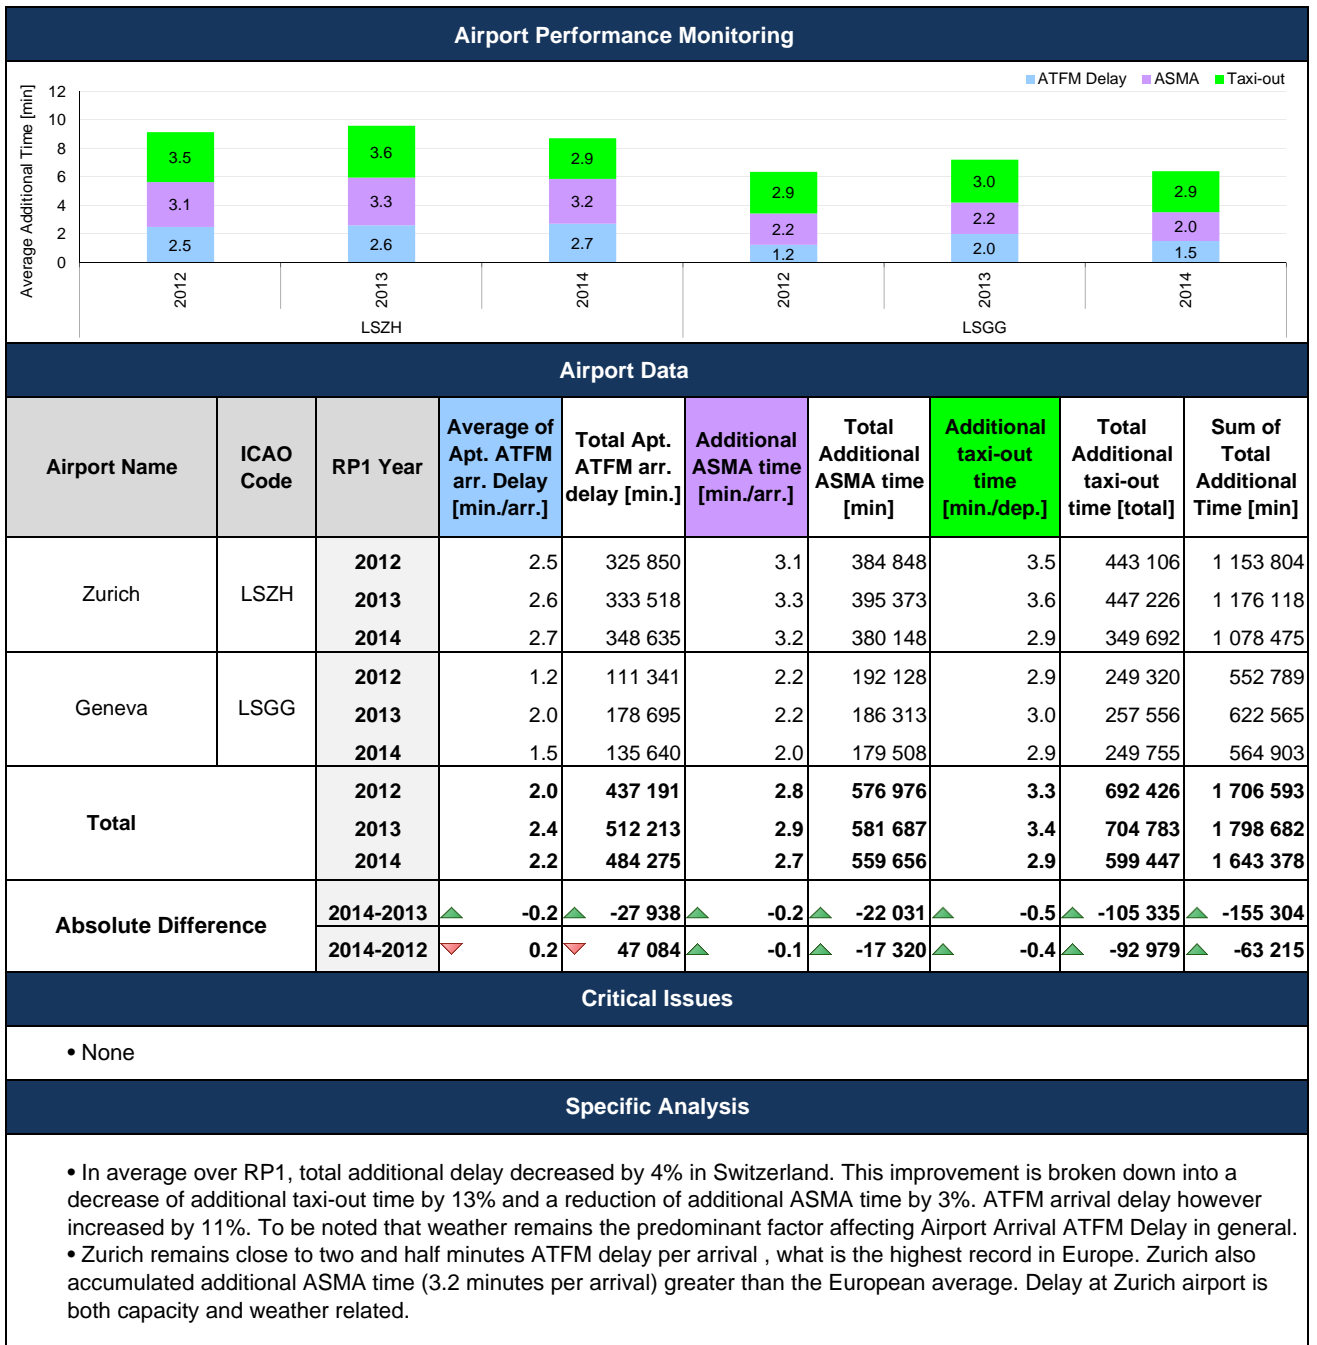 Airport Performance Monitoring
ATFM Delay ASMA Taxi-out
Average Additional Time [min]
12
10
8
6
4
2
0
3.5 3.6 2.9 2.9 3.0 2.9
3.1 3.3 3.2 2.2 2.2 2.0
2.5 2.6 2.7 1.2 2.0 1.5
2012 2013 2014 2012 2013 2014
LSZH LSGG
Airport Data
Airport Name
ICAO
Code
RP1 Year
Average of
Apt. ATFM
arr. Delay
[min./arr.]
Total Apt.
ATFM arr.
delay [min.]
Additional
ASMA time
[min./arr.]
Total
Additional
ASMA time
[min]
Additional
taxi-out
time
[min./dep.]
Total
Additional
taxi-out
time [total]
Sum of
Total
Additional
Time [min]
Zurich LSZH
2012 2.5 325 850 3.1 384 848 3.5 443 106 1 153 804
2013 2.6 333 518 3.3 395 373 3.6 447 226 1 176 118
2014 2.7 348 635 3.2 380 148 2.9 349 692 1 078 475
Geneva LSGG
2012 1.2 111 341 2.2 192 128 2.9 249 320 552 789
2013 2.0 178 695 2.2 186 313 3.0 257 556 622 565
2014 1.5 135 640 2.0 179 508 2.9 249 755 564 903
Total
2012 2.0 437 191 2.8 576 976 3.3 692 426 1 706 593
2013 2.4 512 213 2.9 581 687 3.4 704 783 1 798 682
2014 2.2 484 275 2.7 559 656 2.9 599 447 1 643 378
Absolute Difference
2014-2013 -0.2 -27 938 -0.2 -22 031 -0.5 -105 335 -155 304
2014-2012 0.2 47 084 -0.1 -17 320 -0.4 -92 979 -63 215
Critical Issues
• None
Specific Analysis
• In average over RP1, total additional delay decreased by 4% in Switzerland. This improvement is broken down into a
decrease of additional taxi-out time by 13% and a reduction of additional ASMA time by 3%. ATFM arrival delay however
increased by 11%. To be noted that weather remains the predominant factor affecting Airport Arrival ATFM Delay in general.
• Zurich remains close to two and half minutes ATFM delay per arrival , what is the highest record in Europe. Zurich also
accumulated additional ASMA time (3.2 minutes per arrival) greater than the European average. Delay at Zurich airport is
both capacity and weather related.